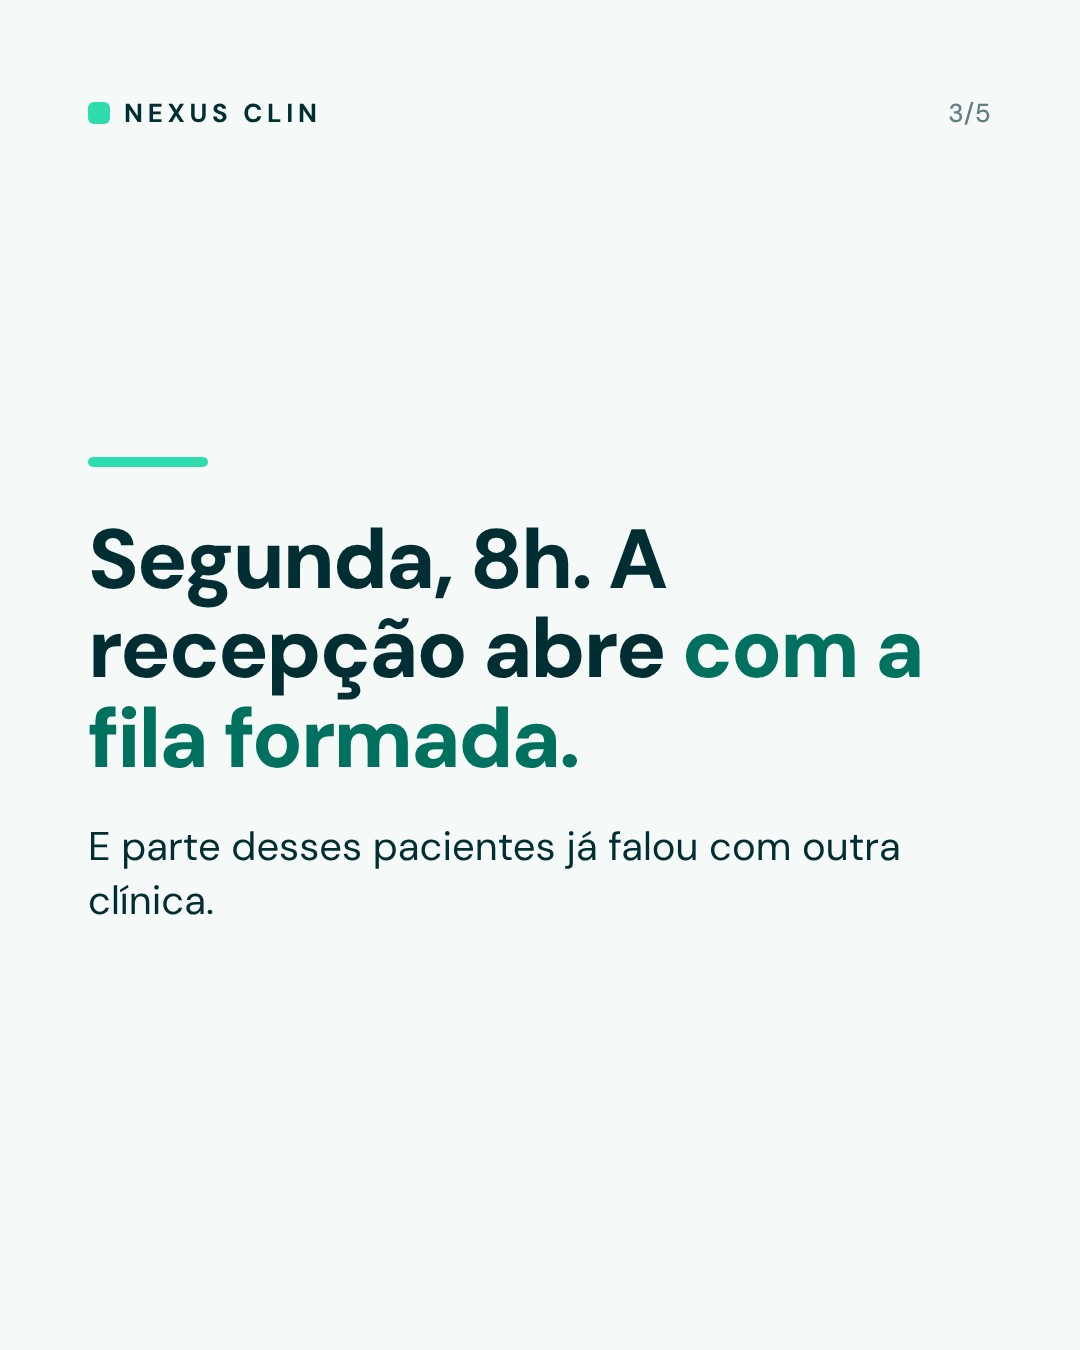 NEXUS CLIN
3/5
Segunda, 8h. A
recepção abre com a
fila formada.
E parte desses pacientes já falou com outra
clínica.